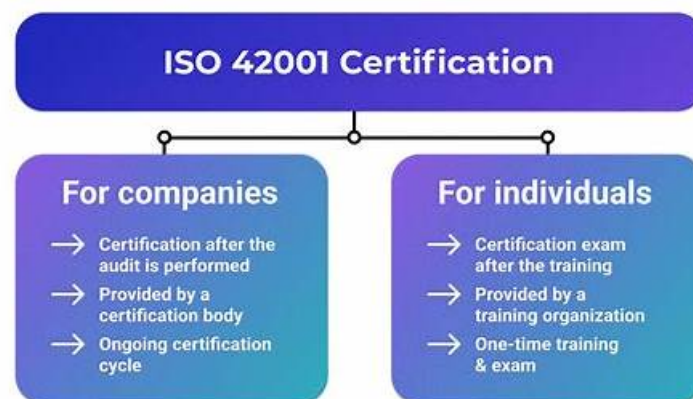 ISO 42001 Certification
For companies
Certification after the
audit is performed
Provided by a
certification body
Ongoing certification
cycle
For individuals
Certification exam
after the training
Provided by a
training organization
One-time training
& exam